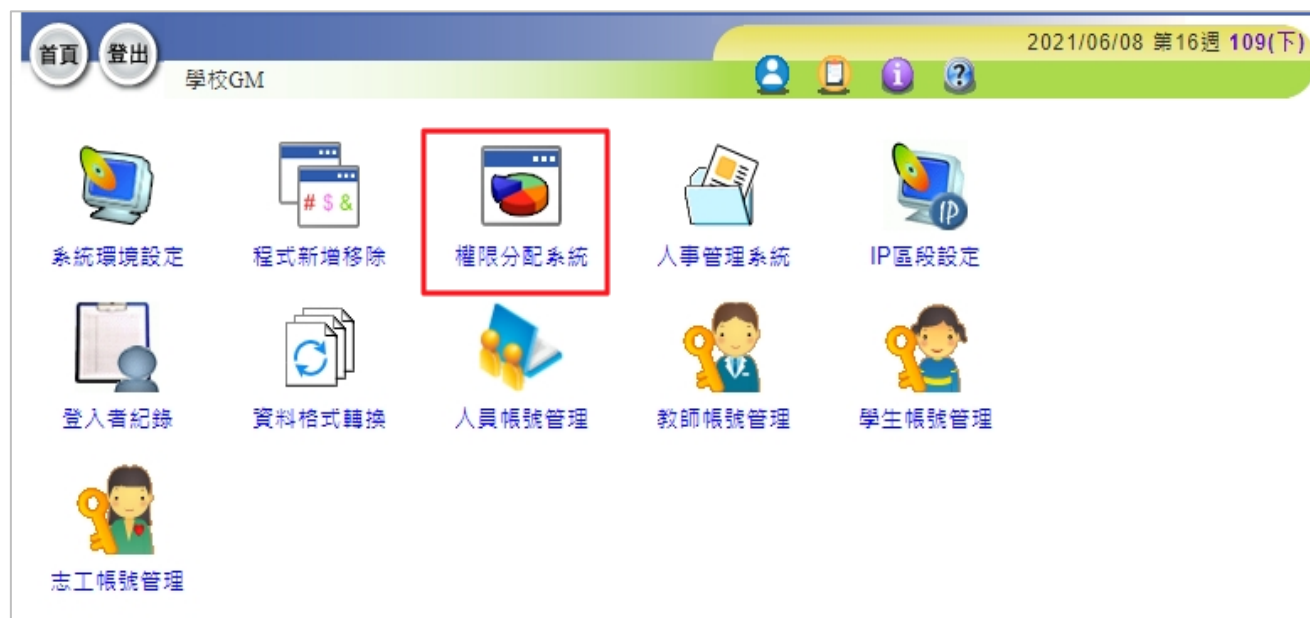 首頁 登出 2021/06/08 第16週 109(下)
學校GM
# $ &
IP
系統環境設定 程式新增移除 權限分配系統 人事管理系統 IP區段設定
登入者紀錄 資料格式轉換 人員帳號管理 教師帳號管理 學生帳號管理
志工帳號管理